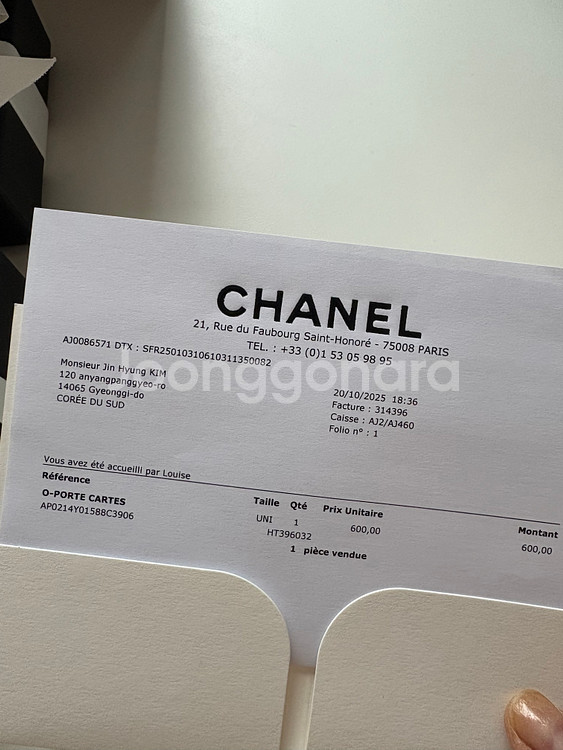 CHANEL
21, Rue du Faubourg Saint-Honoré - 75008 PARIS
TEL. : +33 (0)1 53 05 98 95
AJ0086571 DTX : SFR25010310610311350082
Monsieur Jin Hyung KIM
120 anyangpanggyeo-ro
14065 Gyeonggi-do
CORÉE DU SUD
20/10/2025 18:36
Facture : 314396
Caisse : AJ2/AJ460
Folio n° : 1
joonggonara
Vous avez été accueilli par Louise
Référence Taille Qté Prix Unitaire Montant
O-PORTE CARTES UNI 1 600,00 600,00
AP0214Y01588C3906 HT396032
1 pièce vendue